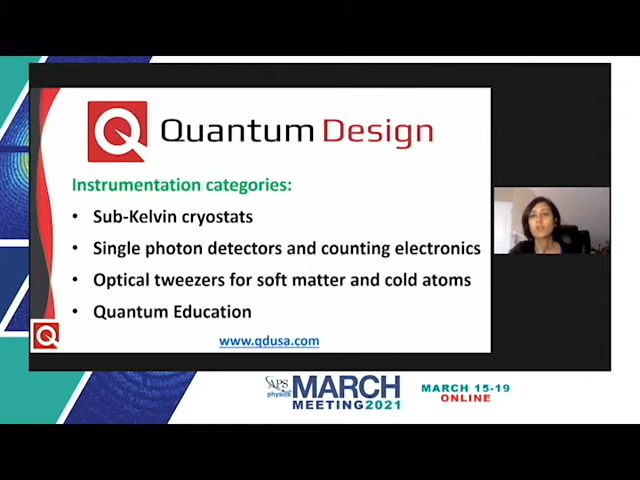 Quantum Design
Instrumentation categories:
• Sub-Kelvin cryostats
• Single photon detectors and counting electronics
• Optical tweezers for soft matter and cold atoms
• Quantum Education
www.qdusa.com
APS
physics
MARCH
MEETING2021
MARCH 15-19
ONLINE